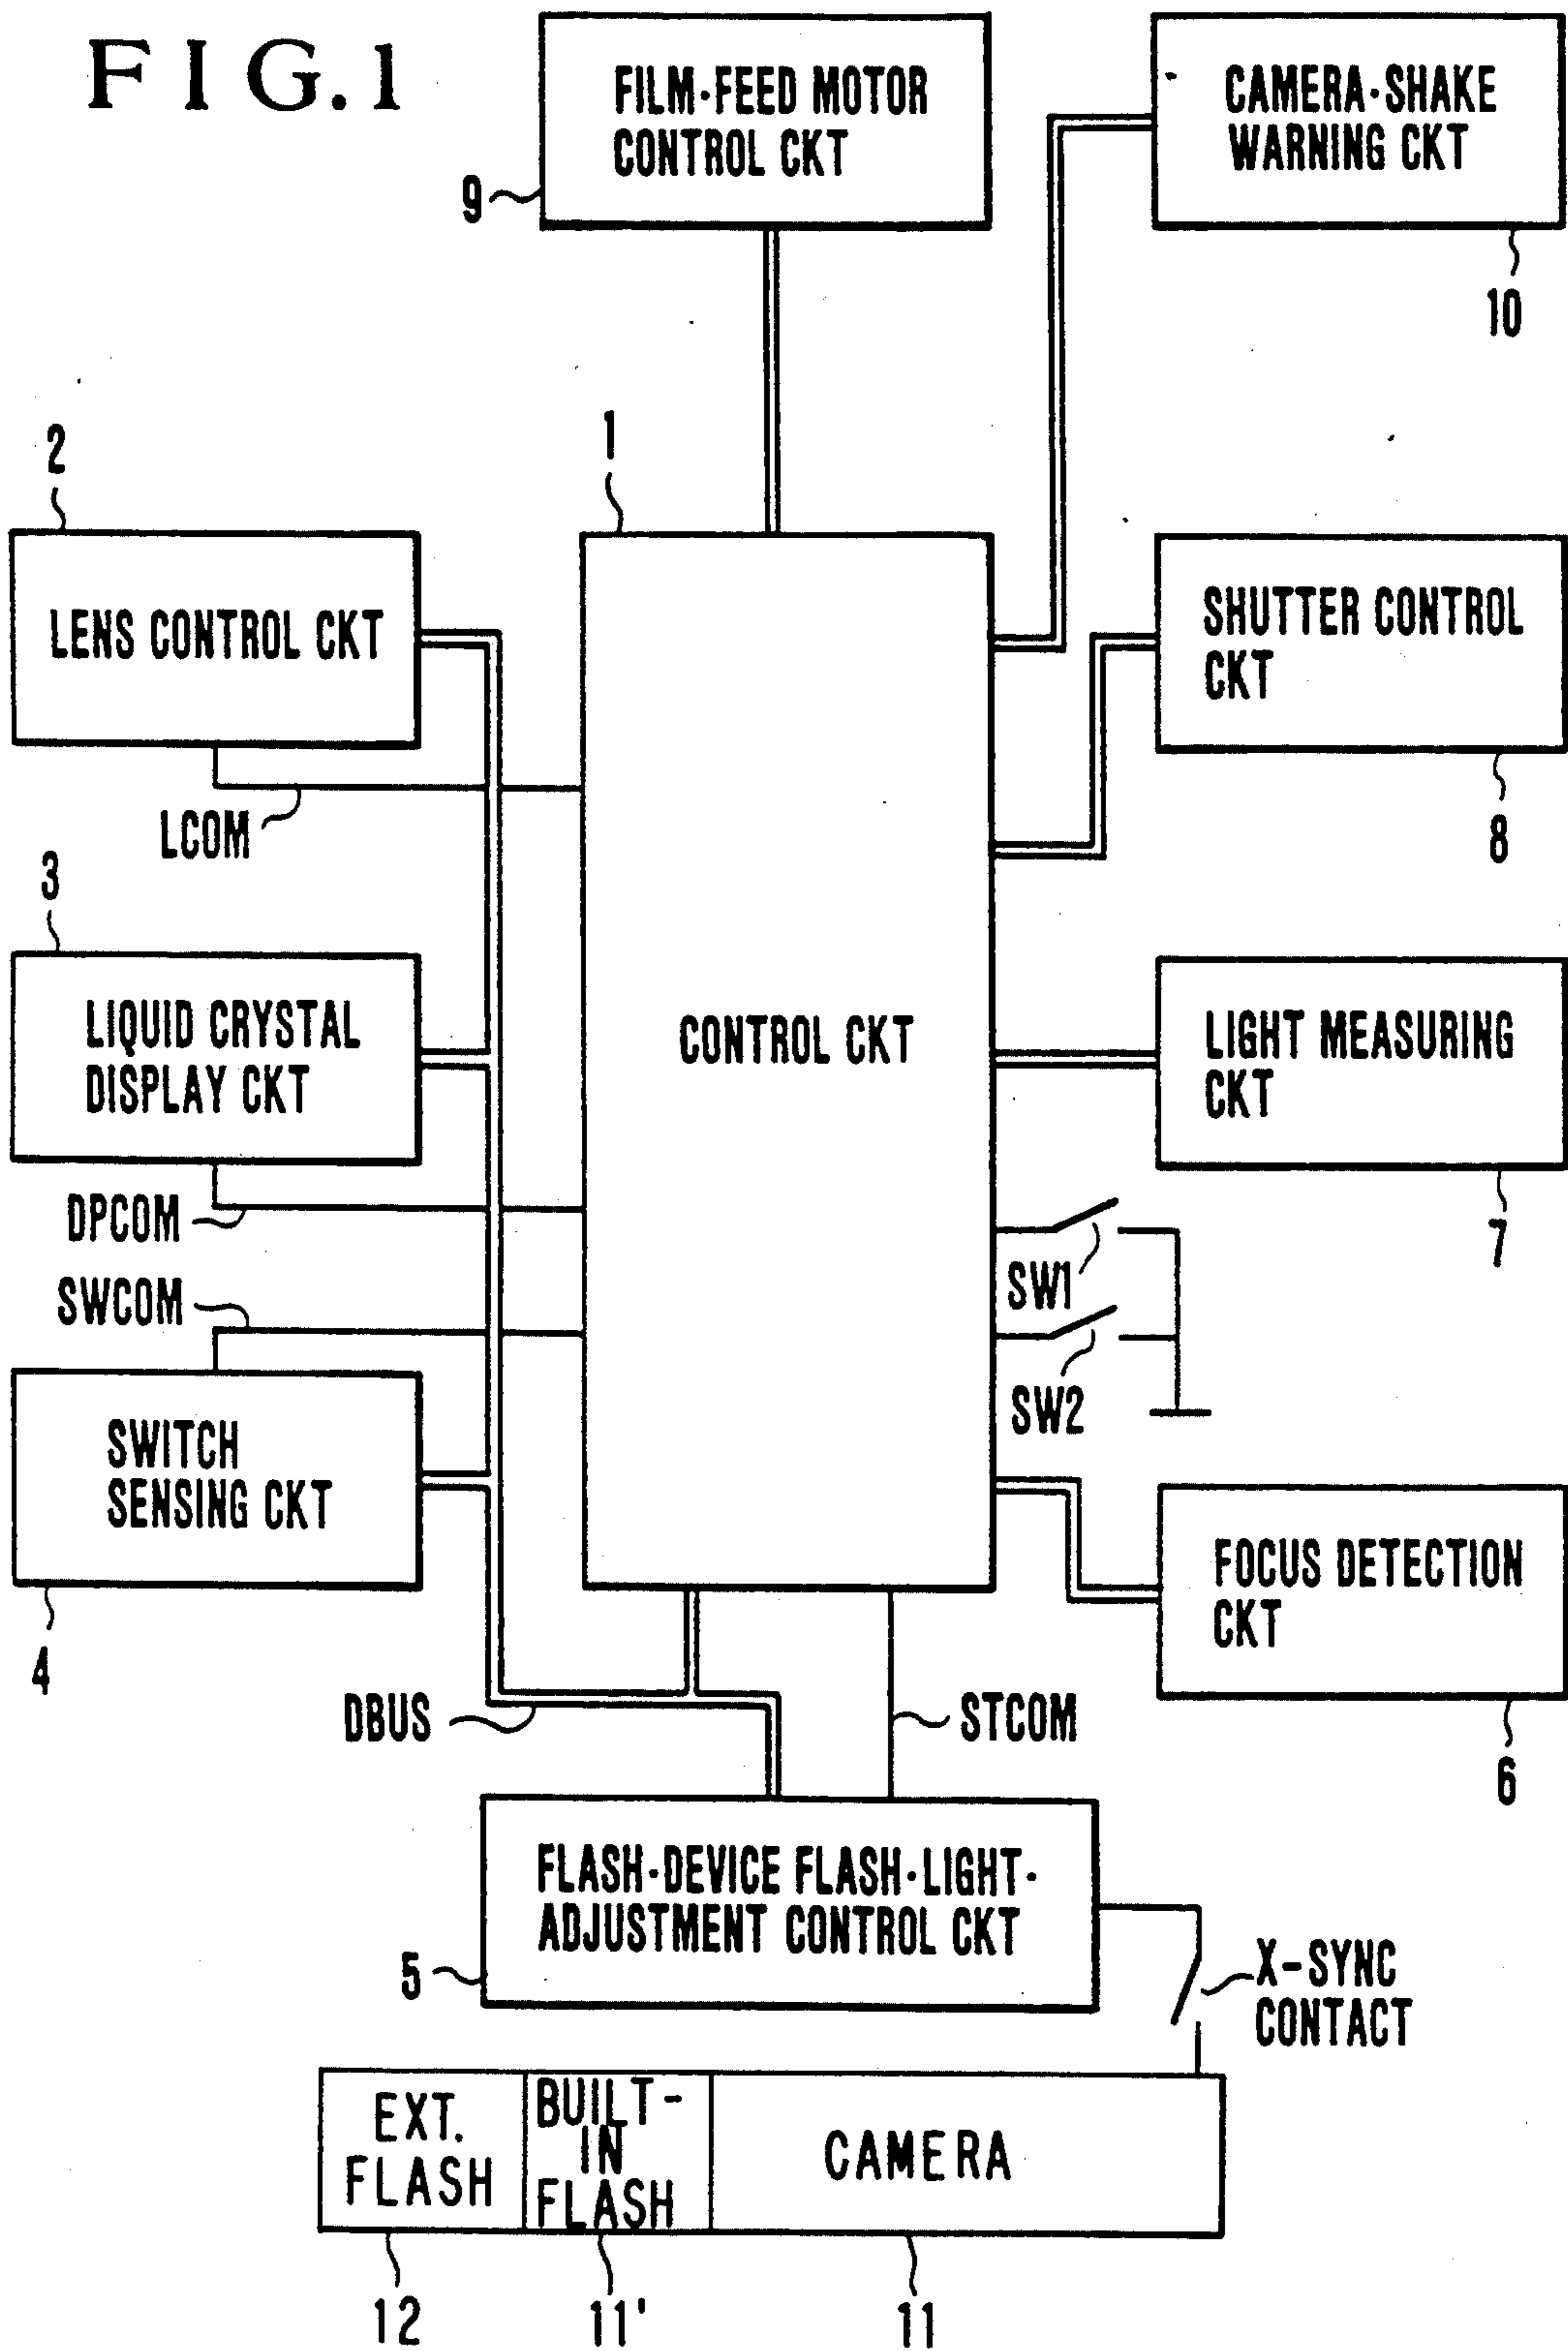 FIG.1
FILM-FEED MOTOR
CONTROL CKT
9
CAMERA-SHAKE
WARNING CKT
10
2
1
LENS CONTROL CKT
SHUTTER CONTROL
CKT
LCOM
8
3
LIQUID CRYSTAL
DISPLAY CKT
CONTROL CKT
LIGHT MEASURING
CKT
DPCOM
7
SWCOM
SW1
SW2
SWITCH
SENSING CKT
FOCUS DETECTION
CKT
4
DBUS
STCOM
6
FLASH-DEVICE FLASH-LIGHT-
ADJUSTMENT CONTROL CKT
5
X-SYNC
CONTACT
EXT.
FLASH
BUILT-
IN
FLASH
CAMERA
12
11'
11